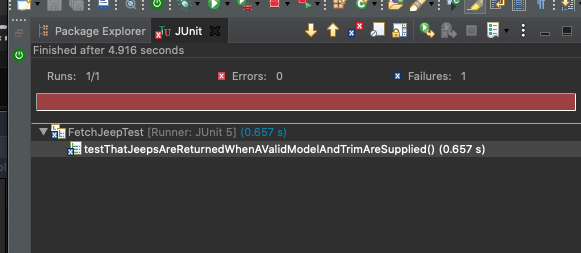 Package Explorer JUnit
Finished after 4.916 seconds
Runs: 1/1 Errors: 0 Failures: 1
FetchJeepTest [Runner: JUnit 5] (0.657 s)
testThatJeepsAreReturnedWhenAValidModelAndTrimAreSupplied() (0.657 s)